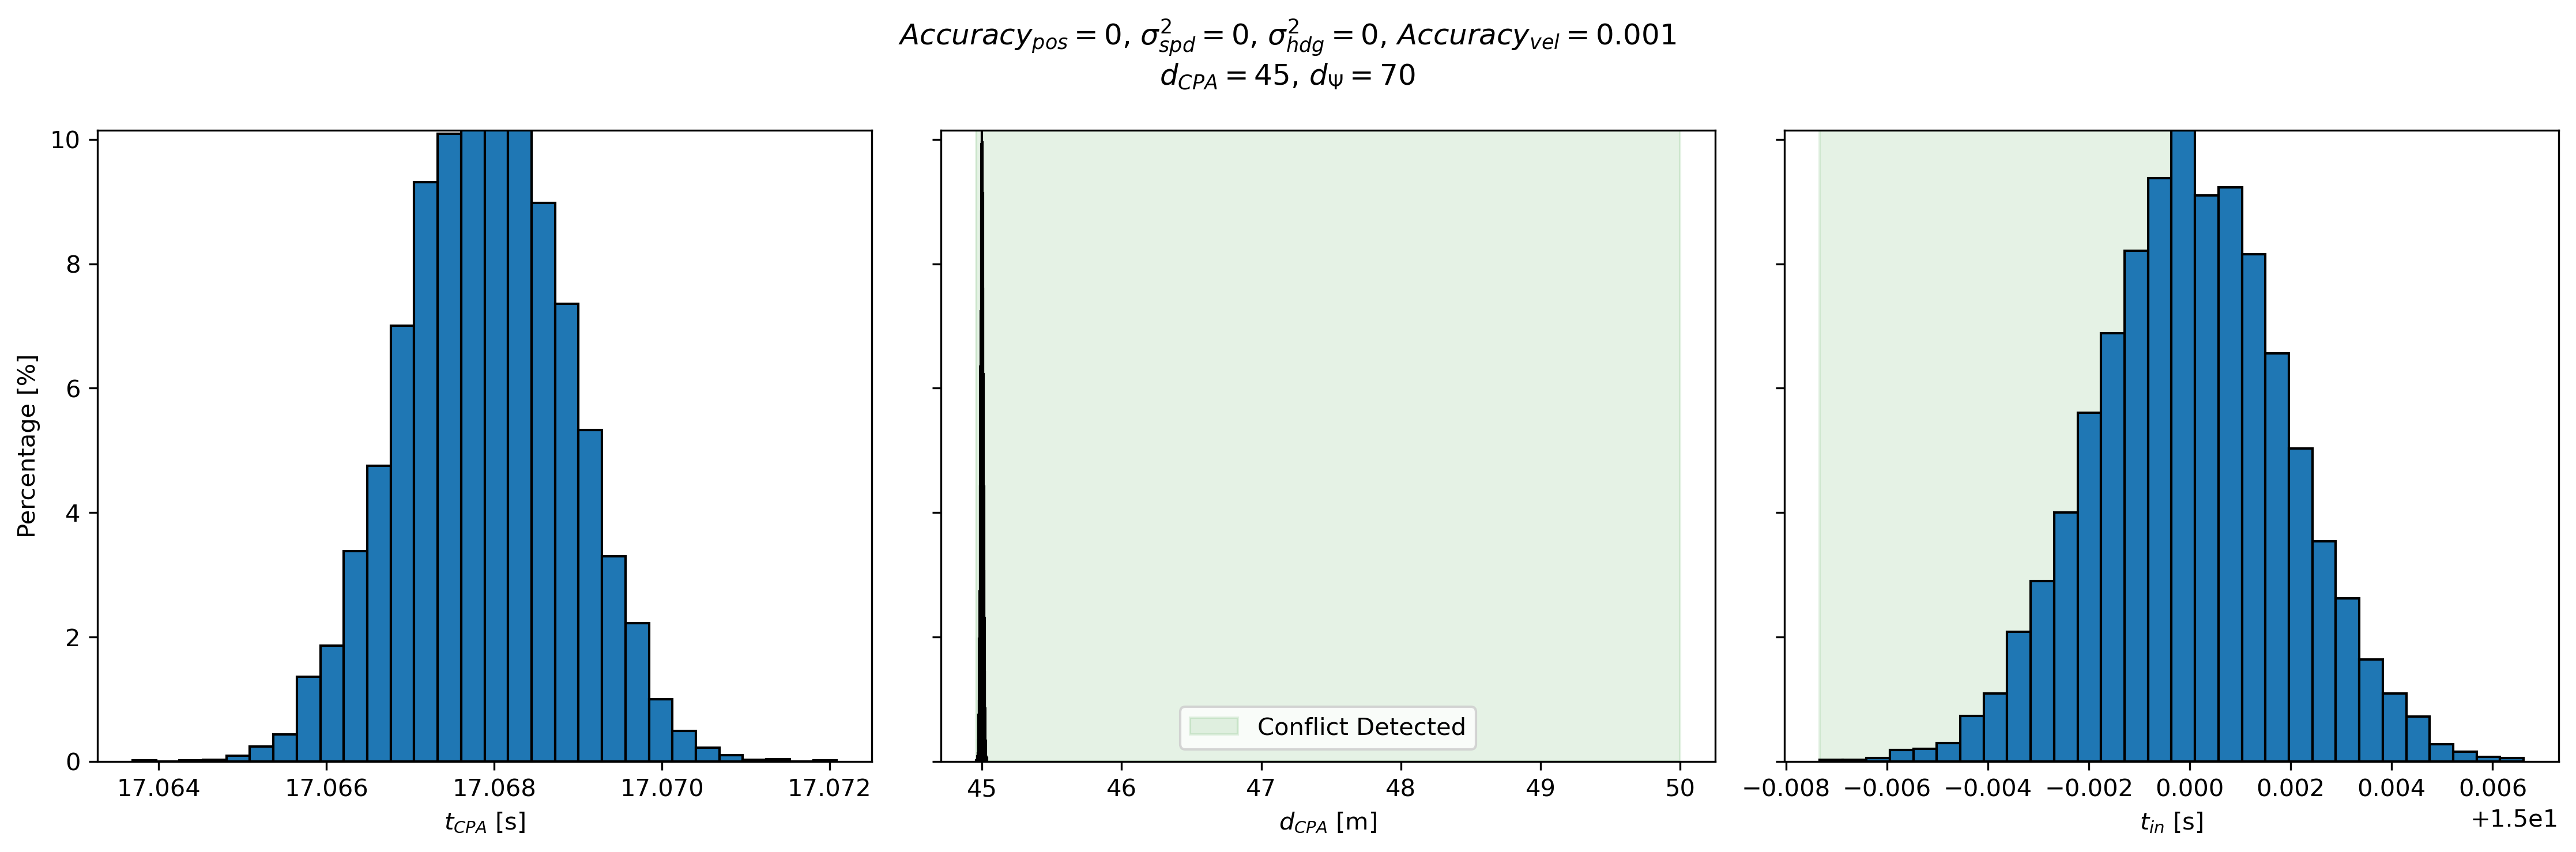 Accuracy_pos = 0, σ²_spd = 0, σ²_hdg = 0, Accuracy_vel = 0.001
d_CPA = 45, d_Ψ = 70
Percentage [%]
10
8
6
4
2
0
17.064 17.066 17.068 17.070 17.072
t_CPA [s]
Conflict Detected
45 46 47 48 49 50
d_CPA [m]
−0.008 −0.006 −0.004 −0.002 0.000 0.002 0.004 0.006
+1.5e1
t_in [s]